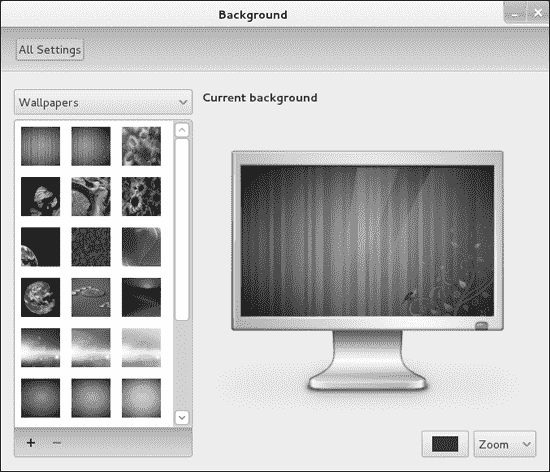 Background
All Settings
Wallpapers
Current background
Zoom